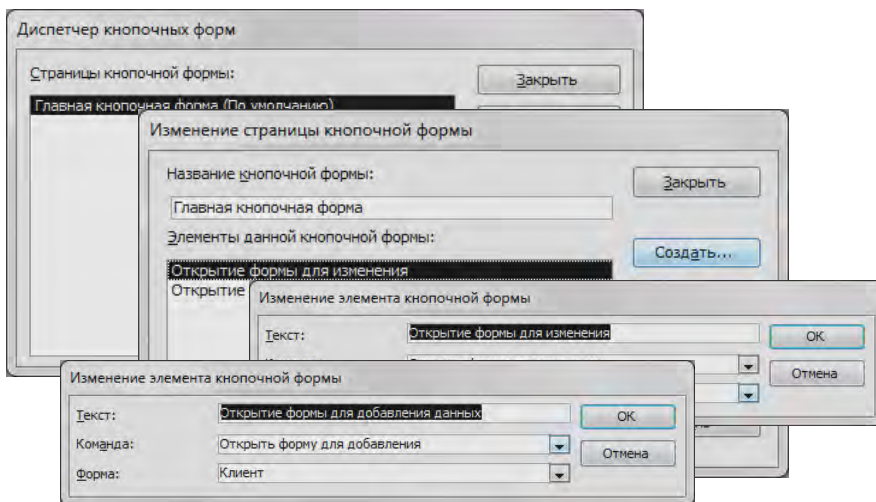 Диспетчер кнопочных форм
Страницы кнопочной формы:
Закрыть
Главная кнопочная форма (По умолчанию)
Изменение страницы кнопочной формы
Название кнопочной формы:
Закрыть
Главная кнопочная форма
Элементы данной кнопочной формы:
Создать...
Открытие формы для изменения
Открытие
Изменение элемента кнопочной формы
Текст:
Открытие формы для изменения
OK
Отмена
Изменение элемента кнопочной формы
Текст:
Открытие формы для добавления данных
OK
Команда:
Открыть форму для добавления
Отмена
Форма:
Клиент